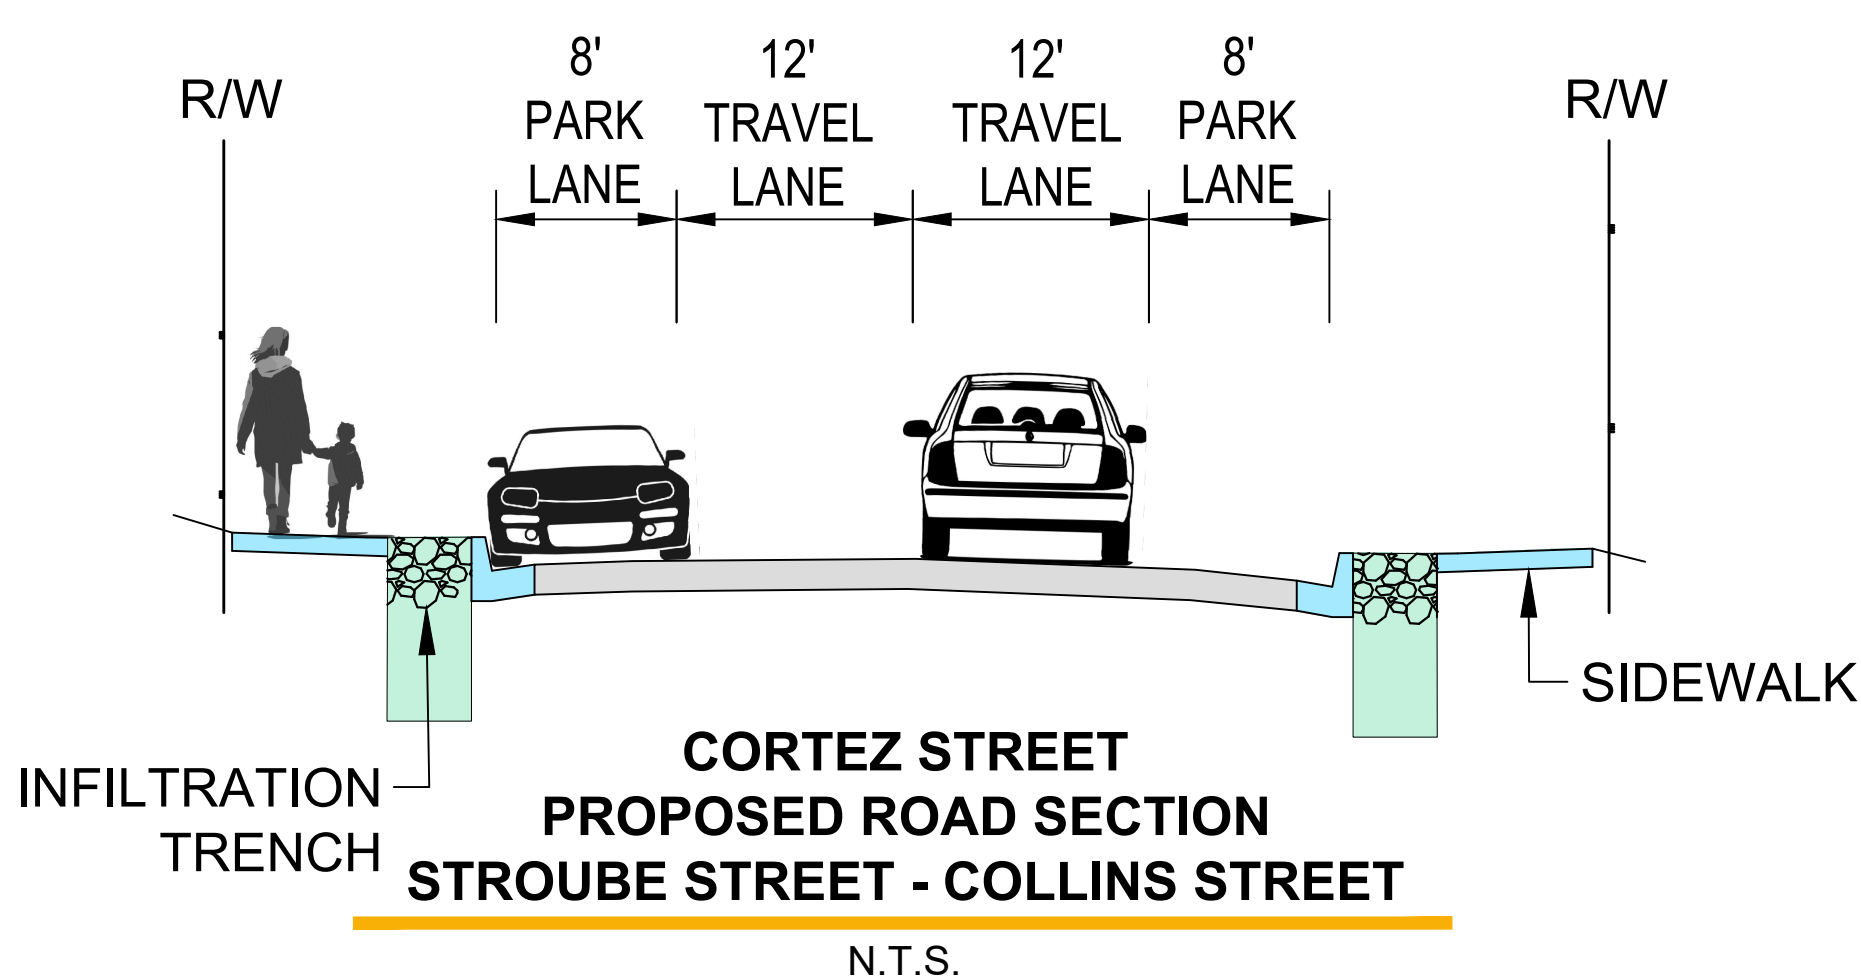 R/W
8'
PARK
LANE
12'
TRAVEL
LANE
12'
TRAVEL
LANE
8'
PARK
LANE
R/W
SIDEWALK
INFILTRATION
TRENCH
CORTEZ STREET
PROPOSED ROAD SECTION
STROUBE STREET - COLLINS STREET
N.T.S.